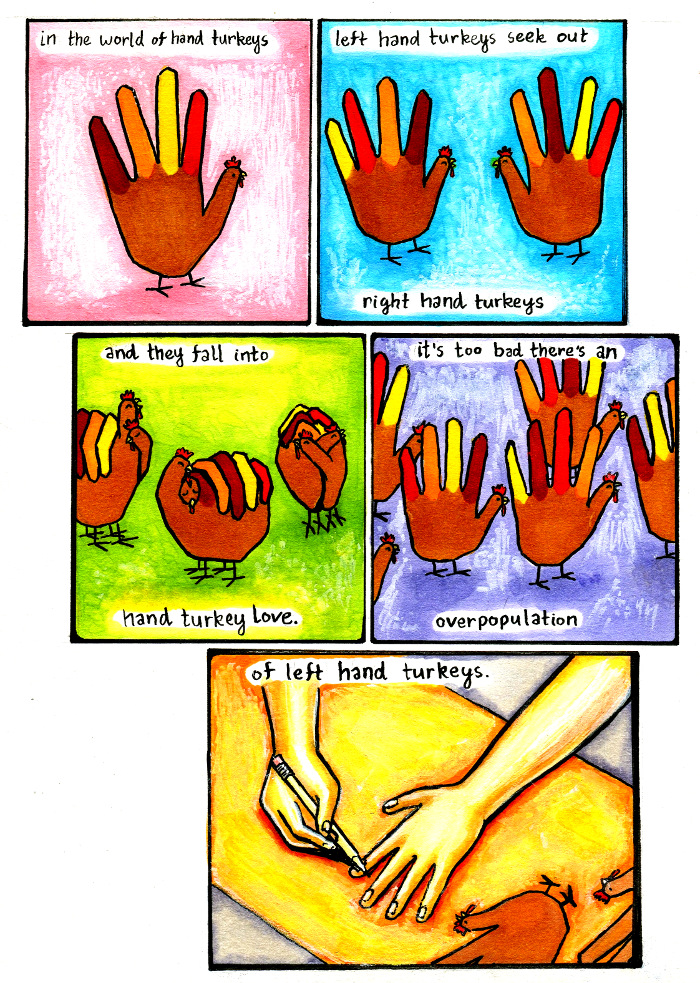 in the world of hand turkeys
left hand turkeys seek out
right hand turkeys
and they fall into
hand turkey love.
it's too bad there's an
overpopulation
of left hand turkeys.